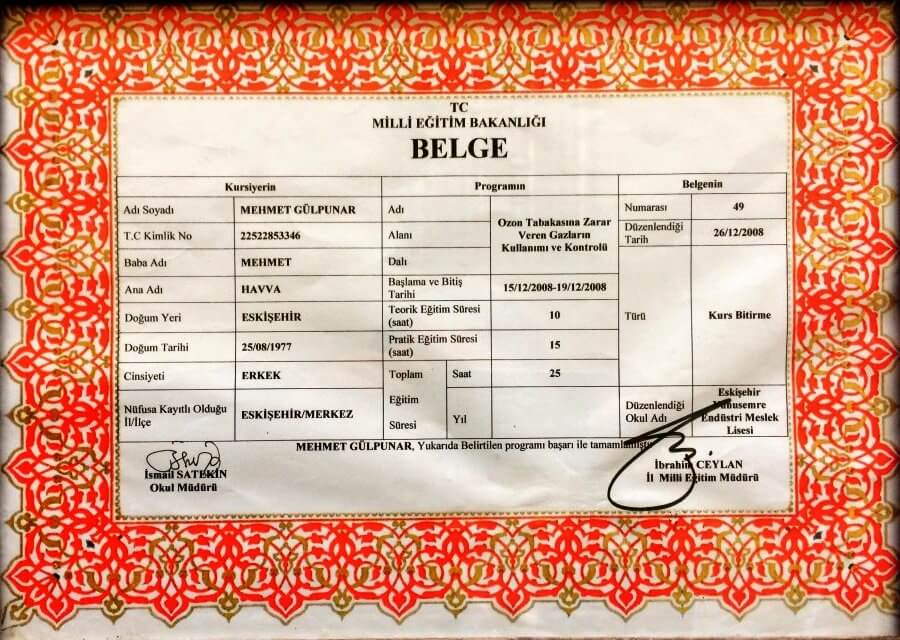 TC
MİLLİ EĞİTİM BAKANLIĞI
BELGE
Kursiyerin
Adı Soyadı MEHMET GÜLPUNAR
T.C Kimlik No 22522853346
Baba Adı MEHMET
Ana Adı HAVVA
Doğum Yeri ESKİŞEHİR
Doğum Tarihi 25/08/1977
Cinsiyeti ERKEK
Nüfusa Kayıtlı Olduğu
İl/İlçe ESKİŞEHİR/MERKEZ
Programın
Adı
Alanı
Dalı
Ozon Tabakasına Zarar
Veren Gazların
Kullanımı ve Kontrolü
Başlama ve Bitiş
Tarihi 15/12/2008-19/12/2008
Teorik Eğitim Süresi
(saat) 10
Pratik Eğitim Süresi
(saat) 15
Toplam
Eğitim
Süresi
Saat 25
Yıl
Belgenin
Numarası 49
Düzenlendiği
Tarih 26/12/2008
Türü Kurs Bitirme
Düzenlendiği
Okul Adı
Eskişehir
Yunusemre
Endüstri Meslek
Lisesi
MEHMET GÜLPUNAR, Yukarıda Belirtilen programı başarı ile tamamlamıştır.
İsmail SATEKİN
Okul Müdürü
İbrahim CEYLAN
İl Milli Eğitim Müdürü